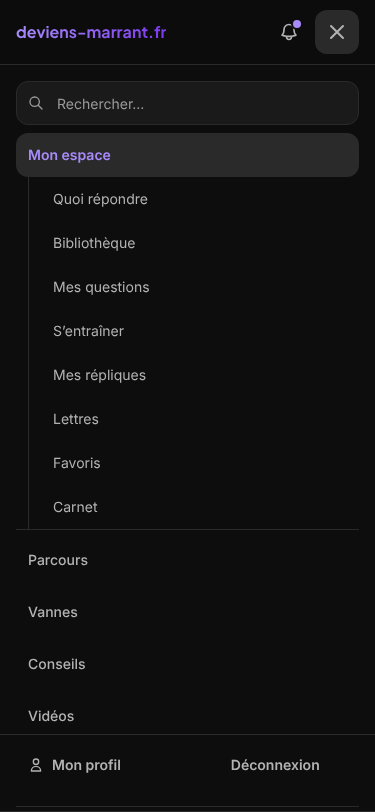 deviens-marrant.fr
Rechercher...
Mon espace
Quoi répondre
Bibliothèque
Mes questions
S’entraîner
Mes répliques
Lettres
Favoris
Carnet
Parcours
Vannes
Conseils
Vidéos
Mon profil
Déconnexion